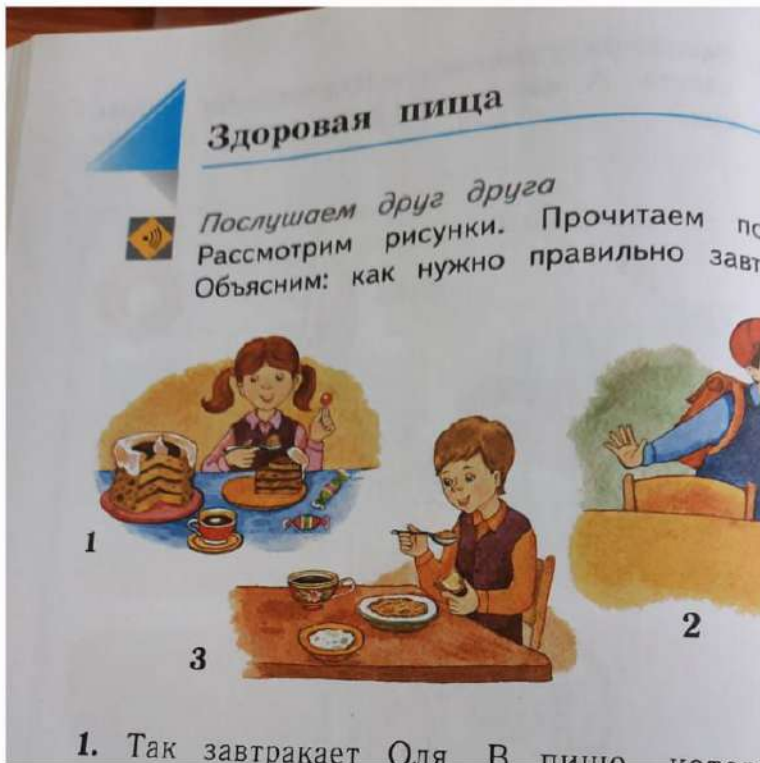 Здоровая пища
Послушаем друг друга
Рассмотрим рисунки. Прочитаем
Объясним: как нужно правильно
1
2
3
1. Так завтракает Оля. В пищу,